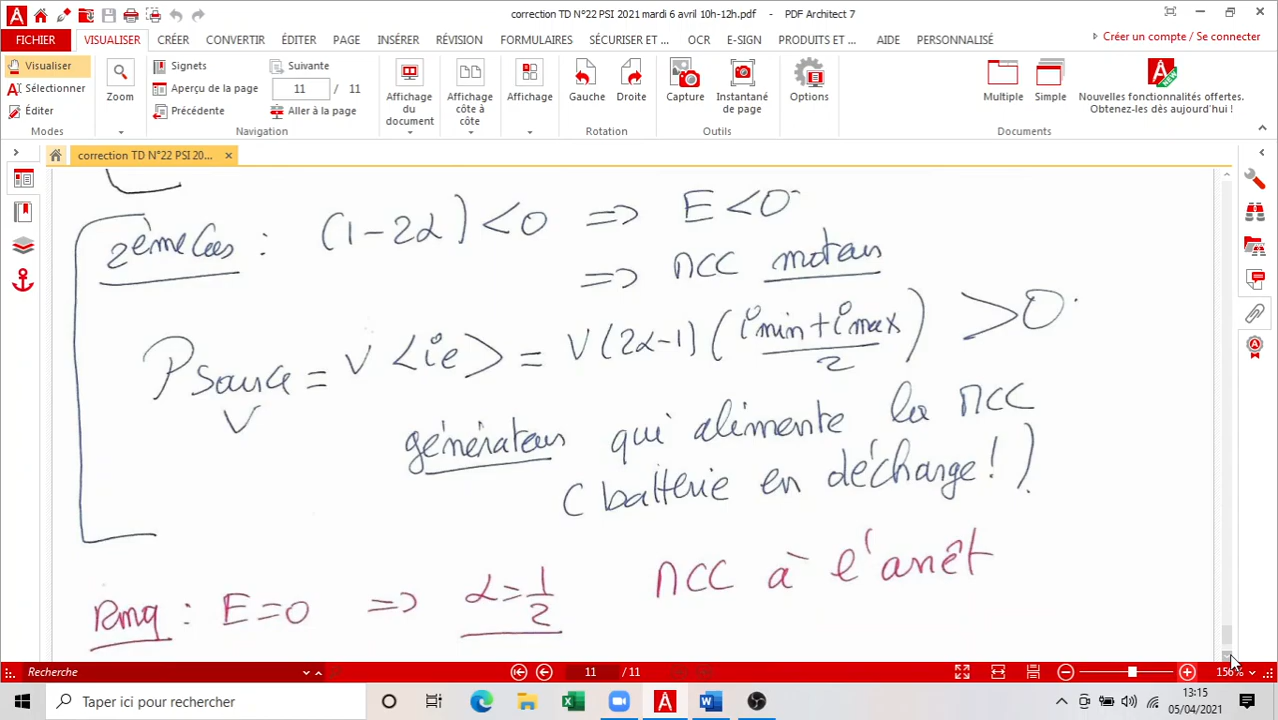 correction TD N°22 PSI 2021 mardi 6 avril 10h-12h.pdf - PDF Architect 7
FICHIER VISUALISER CRÉER CONVERTIR ÉDITER PAGE INSÉRER RÉVISION FORMULAIRES SÉCURISER ET ... OCR E-SIGN PRODUITS ET ... AIDE PERSONNALISÉ Créer un compte / Se connecter
Visualiser
Sélectionner
Éditer
Modes
Zoom
Signets
Aperçu de la page
Précédente
Suivante
11 / 11
Aller à la page
Navigation
Affichage du document
Affichage côte à côte
Affichage
Gauche
Droite
Rotation
Capture
Instantané de page
Outils
Options
Multiple
Simple
Documents
Nouvelles fonctionnalités offertes.
Obtenez-les dès aujourd'hui !
correction TD N°22 PSI 20...
2ème Cas : (1-2α) <0 => E <0
=> MCC moteur
P source V = V <ie> = V(2α-1) (imin+imax / 2) >0
générateur qui alimente la MCC
(batterie en décharge!)
Rmq : E=0 => α=1/2 MCC à l'arrêt
Recherche 11 / 11 156%
Taper ici pour rechercher
13:15
05/04/2021